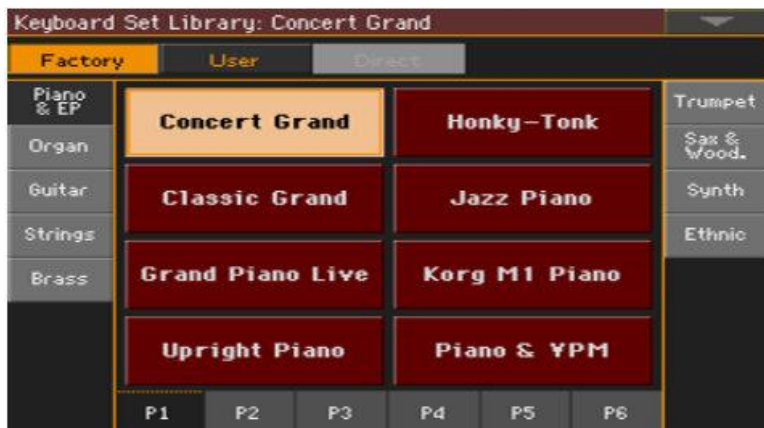 Keyboard Set Library: Concert Grand
Factory User Direct
Piano
& EP
Organ
Guitar
Strings
Brass
Concert Grand Honky-Tonk
Classic Grand Jazz Piano
Grand Piano Live Korg M1 Piano
Upright Piano Piano & VPM
Trumpet
Sax &
Wood.
Synth
Ethnic
P1 P2 P3 P4 P5 P6